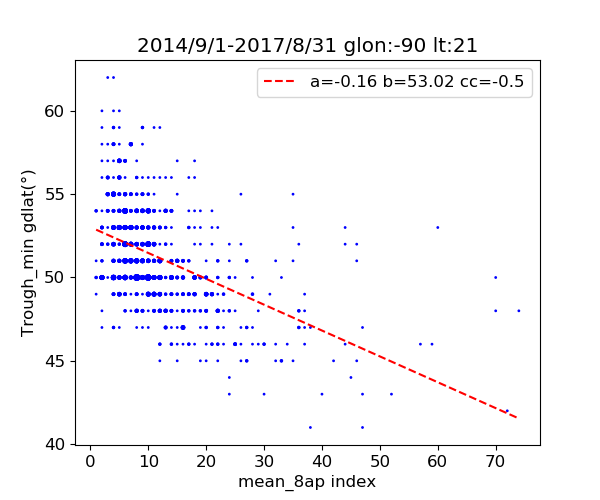 2014/9/1-2017/8/31 glon:-90 lt:21
a=-0.16 b=53.02 cc=-0.5
Trough_min gdlat(°)
60
55
50
45
40
0 10 20 30 40 50 60 70
mean_8ap index